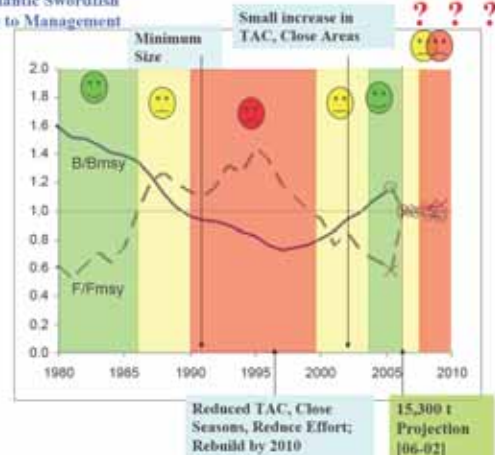 Swordfish
to Management
Small increase in
TAC, Close Areas
? ? ?
Minimum
Size
2.0
1.8
1.6
1.4
1.2
1.0
0.8
0.6
0.4
0.2
0.0
B/Bmsy
F/Fmsy
1980 1985 1990 1995 2000 2005 2010
Reduced TAC, Close
Seasons, Reduce Effort;
Rebuild by 2010
15,300 t
Projection
[06-02]